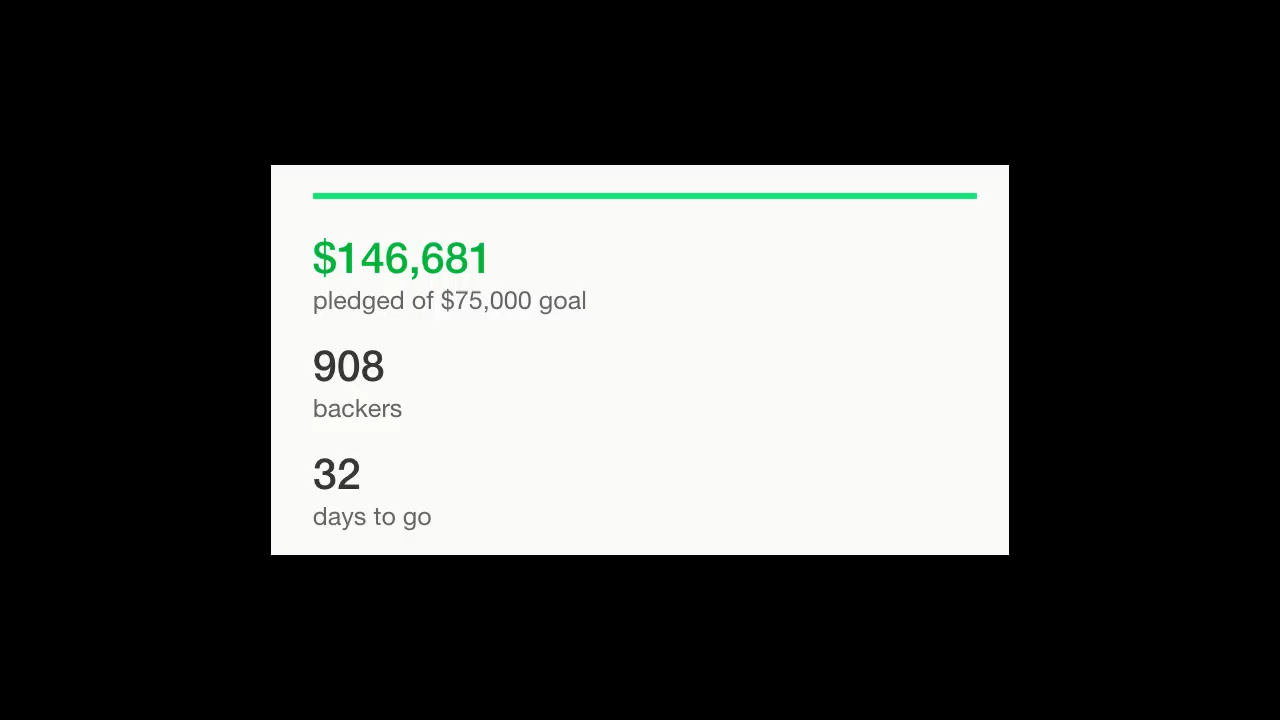 $146,681
pledged of $75,000 goal
908
backers
32
days to go